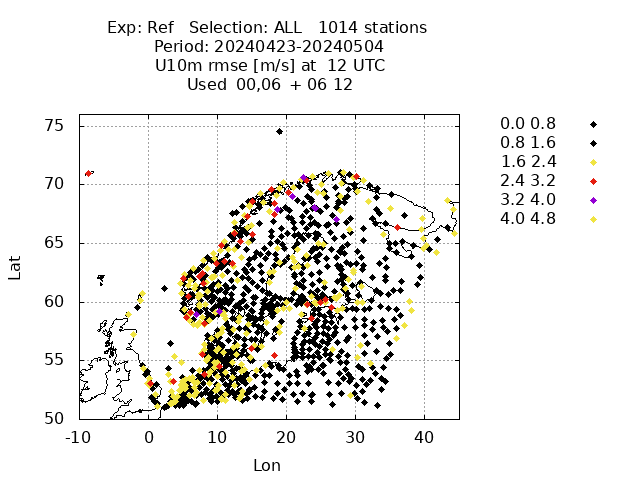 Exp: Ref Selection: ALL 1014 stations
Period: 20240423-20240504
U10m rmse [m/s] at 12 UTC
Used 00,06 + 06 12
75
70
65
60
55
50
-10 0 10 20 30 40
Lat
Lon
0.0 0.8
0.8 1.6
1.6 2.4
2.4 3.2
3.2 4.0
4.0 4.8